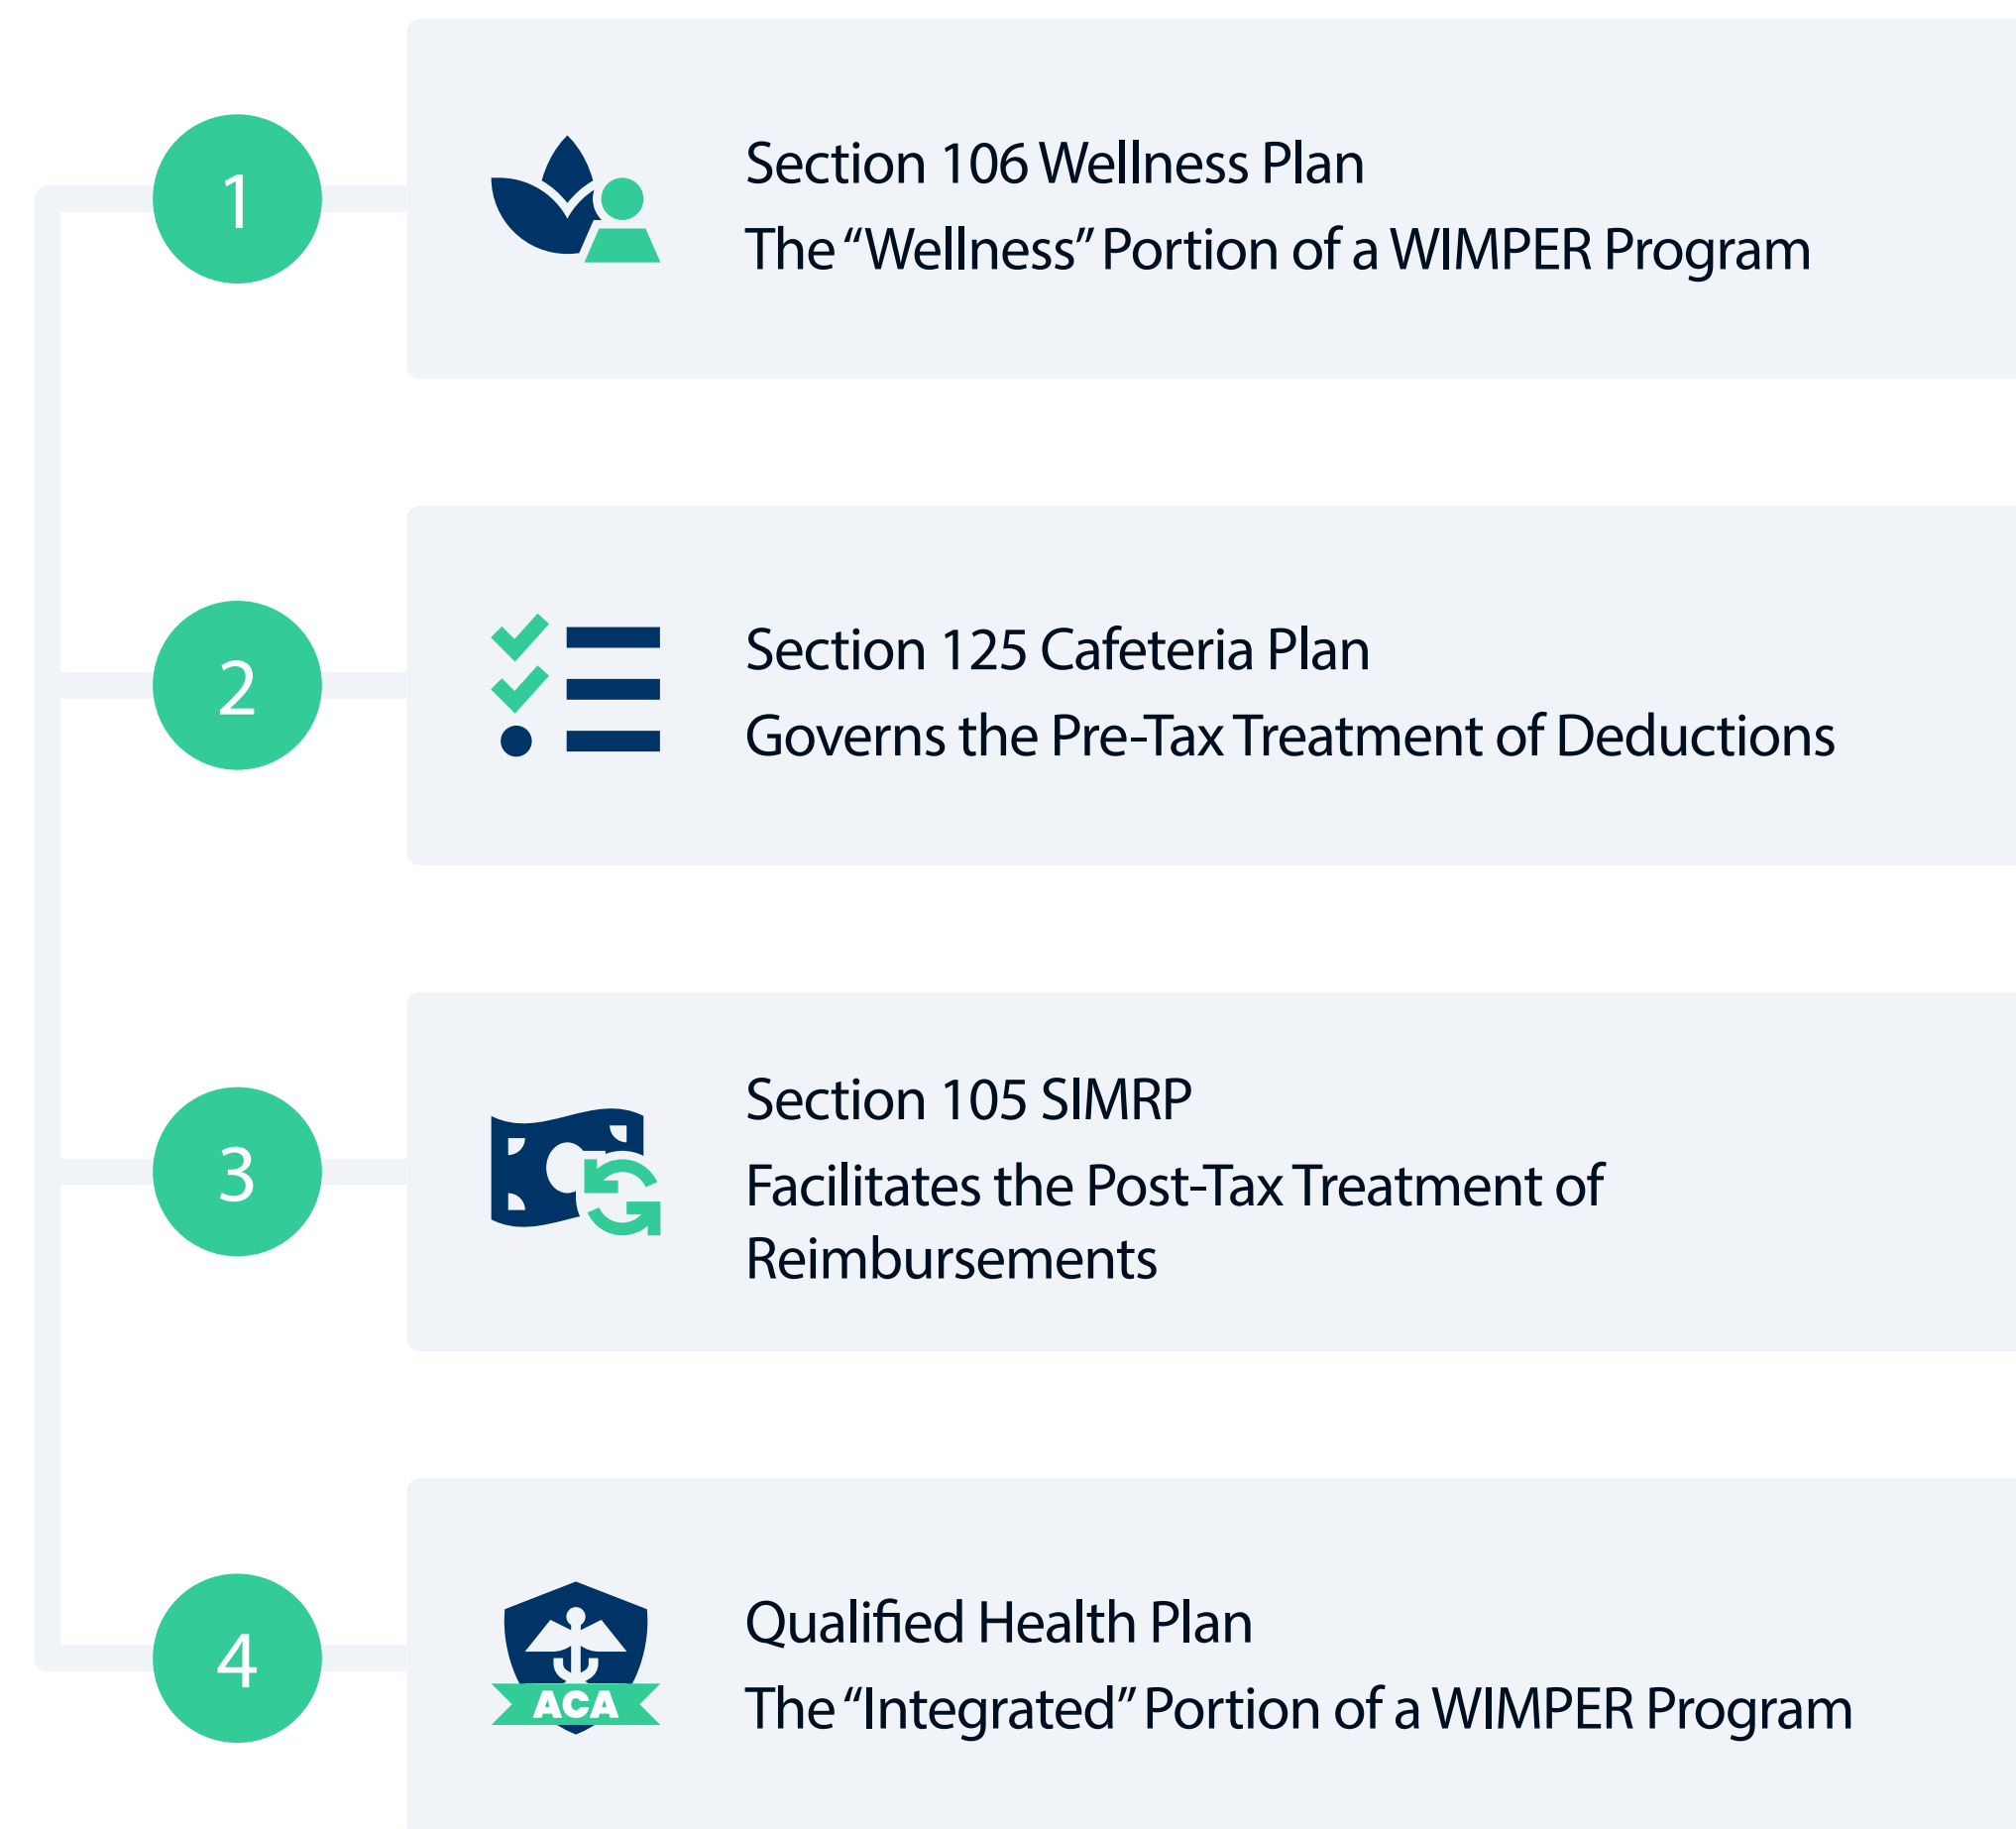 1
Section 106 Wellness Plan
The “Wellness” Portion of a WIMPER Program
2
Section 125 Cafeteria Plan
Governs the Pre-Tax Treatment of Deductions
3
Section 105 SIMRP
Facilitates the Post-Tax Treatment of
Reimbursements
4
ACA
Qualified Health Plan
The “Integrated” Portion of a WIMPER Program